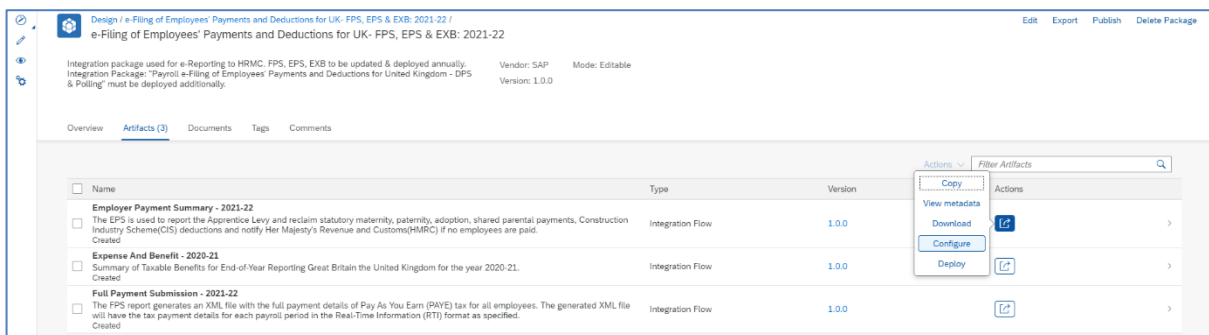 Design / e-Filing of Employees' Payments and Deductions for UK- FPS, EPS & EXB: 2021-22 /
Edit Export Publish Delete Package
e-Filing of Employees' Payments and Deductions for UK- FPS, EPS & EXB: 2021-22
Integration package used for e-Reporting to HRMC. FPS, EPS, EXB to be updated & deployed annually.
Integration Package: "Payroll e-Filing of Employees' Payments and Deductions for United Kingdom - DPS
& Polling" must be deployed additionally.
Vendor: SAP Mode: Editable
Version: 1.0.0
Overview Artifacts (3) Documents Tags Comments
Actions Filter Artifacts
Name Type Version Actions
Copy
View metadata
Download
Configure
Deploy
Employer Payment Summary - 2021-22
The EPS is used to report the Apprentice Levy and reclaim statutory maternity, paternity, adoption, shared parental payments, Construction
Industry Scheme(CIS) deductions and notify Her Majesty's Revenue and Customs(HMRC) if no employees are paid.
Created
Integration Flow 1.0.0
Expense And Benefit - 2020-21
Summary of Taxable Benefits for End-of-Year Reporting Great Britain the United Kingdom for the year 2020-21.
Created
Integration Flow 1.0.0
Full Payment Submission - 2021-22
The FPS report generates an XML file with the full payment details of Pay As You Earn (PAYE) tax for all employees. The generated XML file
will have the tax payment details for each payroll period in the Real-Time Information (RTI) format as specified.
Created
Integration Flow 1.0.0